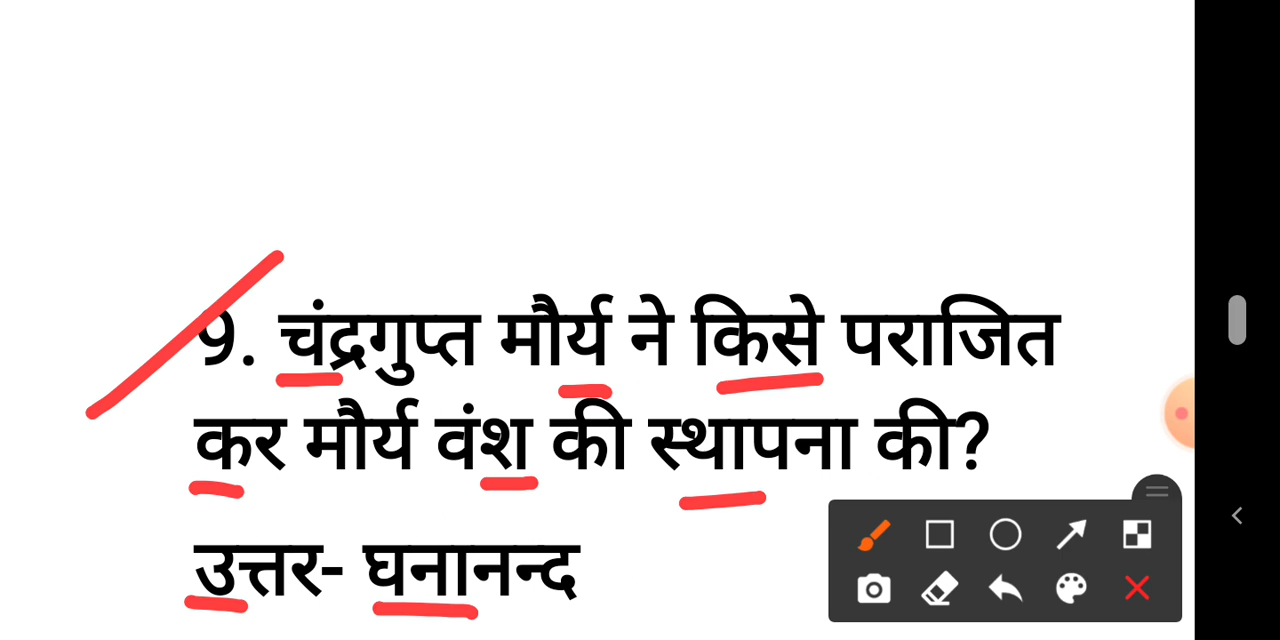 9. चंद्रगुप्त मौर्य ने किसे पराजित
कर मौर्य वंश की स्थापना की?
उत्तर- घनानन्द